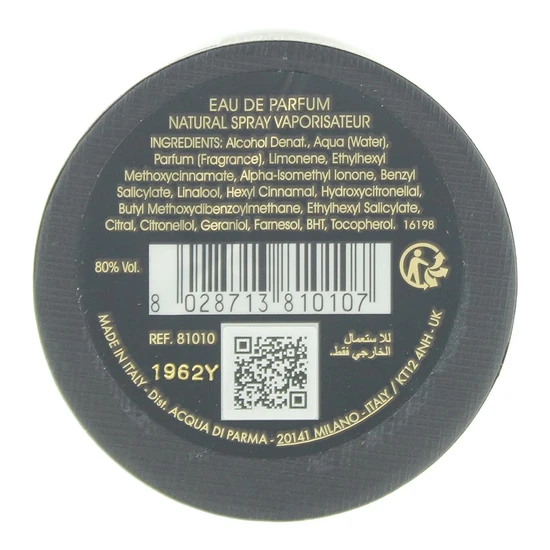 EAU DE PARFUM
NATURAL SPRAY VAPORISATEUR
INGREDIENTS: Alcohol Denat., Aqua (Water),
Parfum (Fragrance), Limonene, Ethylhexyl
Methoxycinnamate, Alpha-Isomethyl Ionone, Benzyl
Salicylate, Linalool, Hexyl Cinnamal, Hydroxycitronellal,
Butyl Methoxydibenzoylmethane, Ethylhexyl Salicylate,
Citral, Citronellol, Geraniol, Farnesol, BHT, Tocopherol. 16198
80% Vol.
8 028713 810107
REF. 81010
1962Y
للاستعمال
الخارجي فقط.
MADE IN ITALY - Dist. ACQUA DI PARMA - 20141 MILANO - ITALY / KT12 4NH - UK